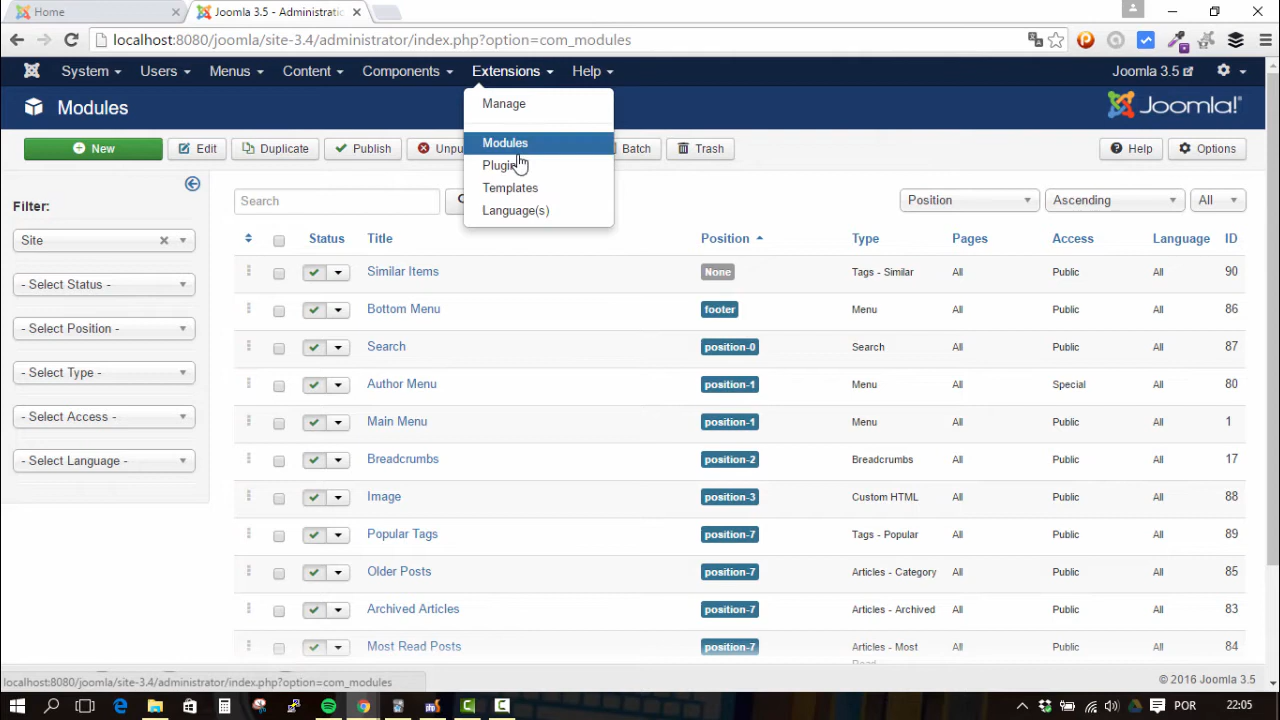 Home
Joomla 3.5 - Administratio
localhost:8080/joomla/site-3.4/administrator/index.php?option=com_modules
System Users Menus Content Components Extensions Help Joomla 3.5
Modules
Joomla!
Manage
Modules
Plugin
Templates
Language(s)
New Edit Duplicate Publish Unpu Batch Trash Help Options
Filter:
Site
- Select Status -
- Select Position -
- Select Type -
- Select Access -
- Select Language -
Search Position Ascending All
Status Title Position Type Pages Access Language ID
Similar Items None Tags - Similar All Public All 90
Bottom Menu footer Menu All Public All 86
Search position-0 Search All Public All 87
Author Menu position-1 Menu All Special All 80
Main Menu position-1 Menu All Public All 1
Breadcrumbs position-2 Breadcrumbs All Public All 17
Image position-3 Custom HTML All Public All 88
Popular Tags position-7 Tags - Popular All Public All 89
Older Posts position-7 Articles - Category All Public All 85
Archived Articles position-7 Articles - Archived All Public All 83
Most Read Posts position-7 Articles - Most All Public All 84
Read
localhost:8080/joomla/site-3.4/administrator/index.php?option=com_modules
© 2016 Joomla 3.5
POR 22:05